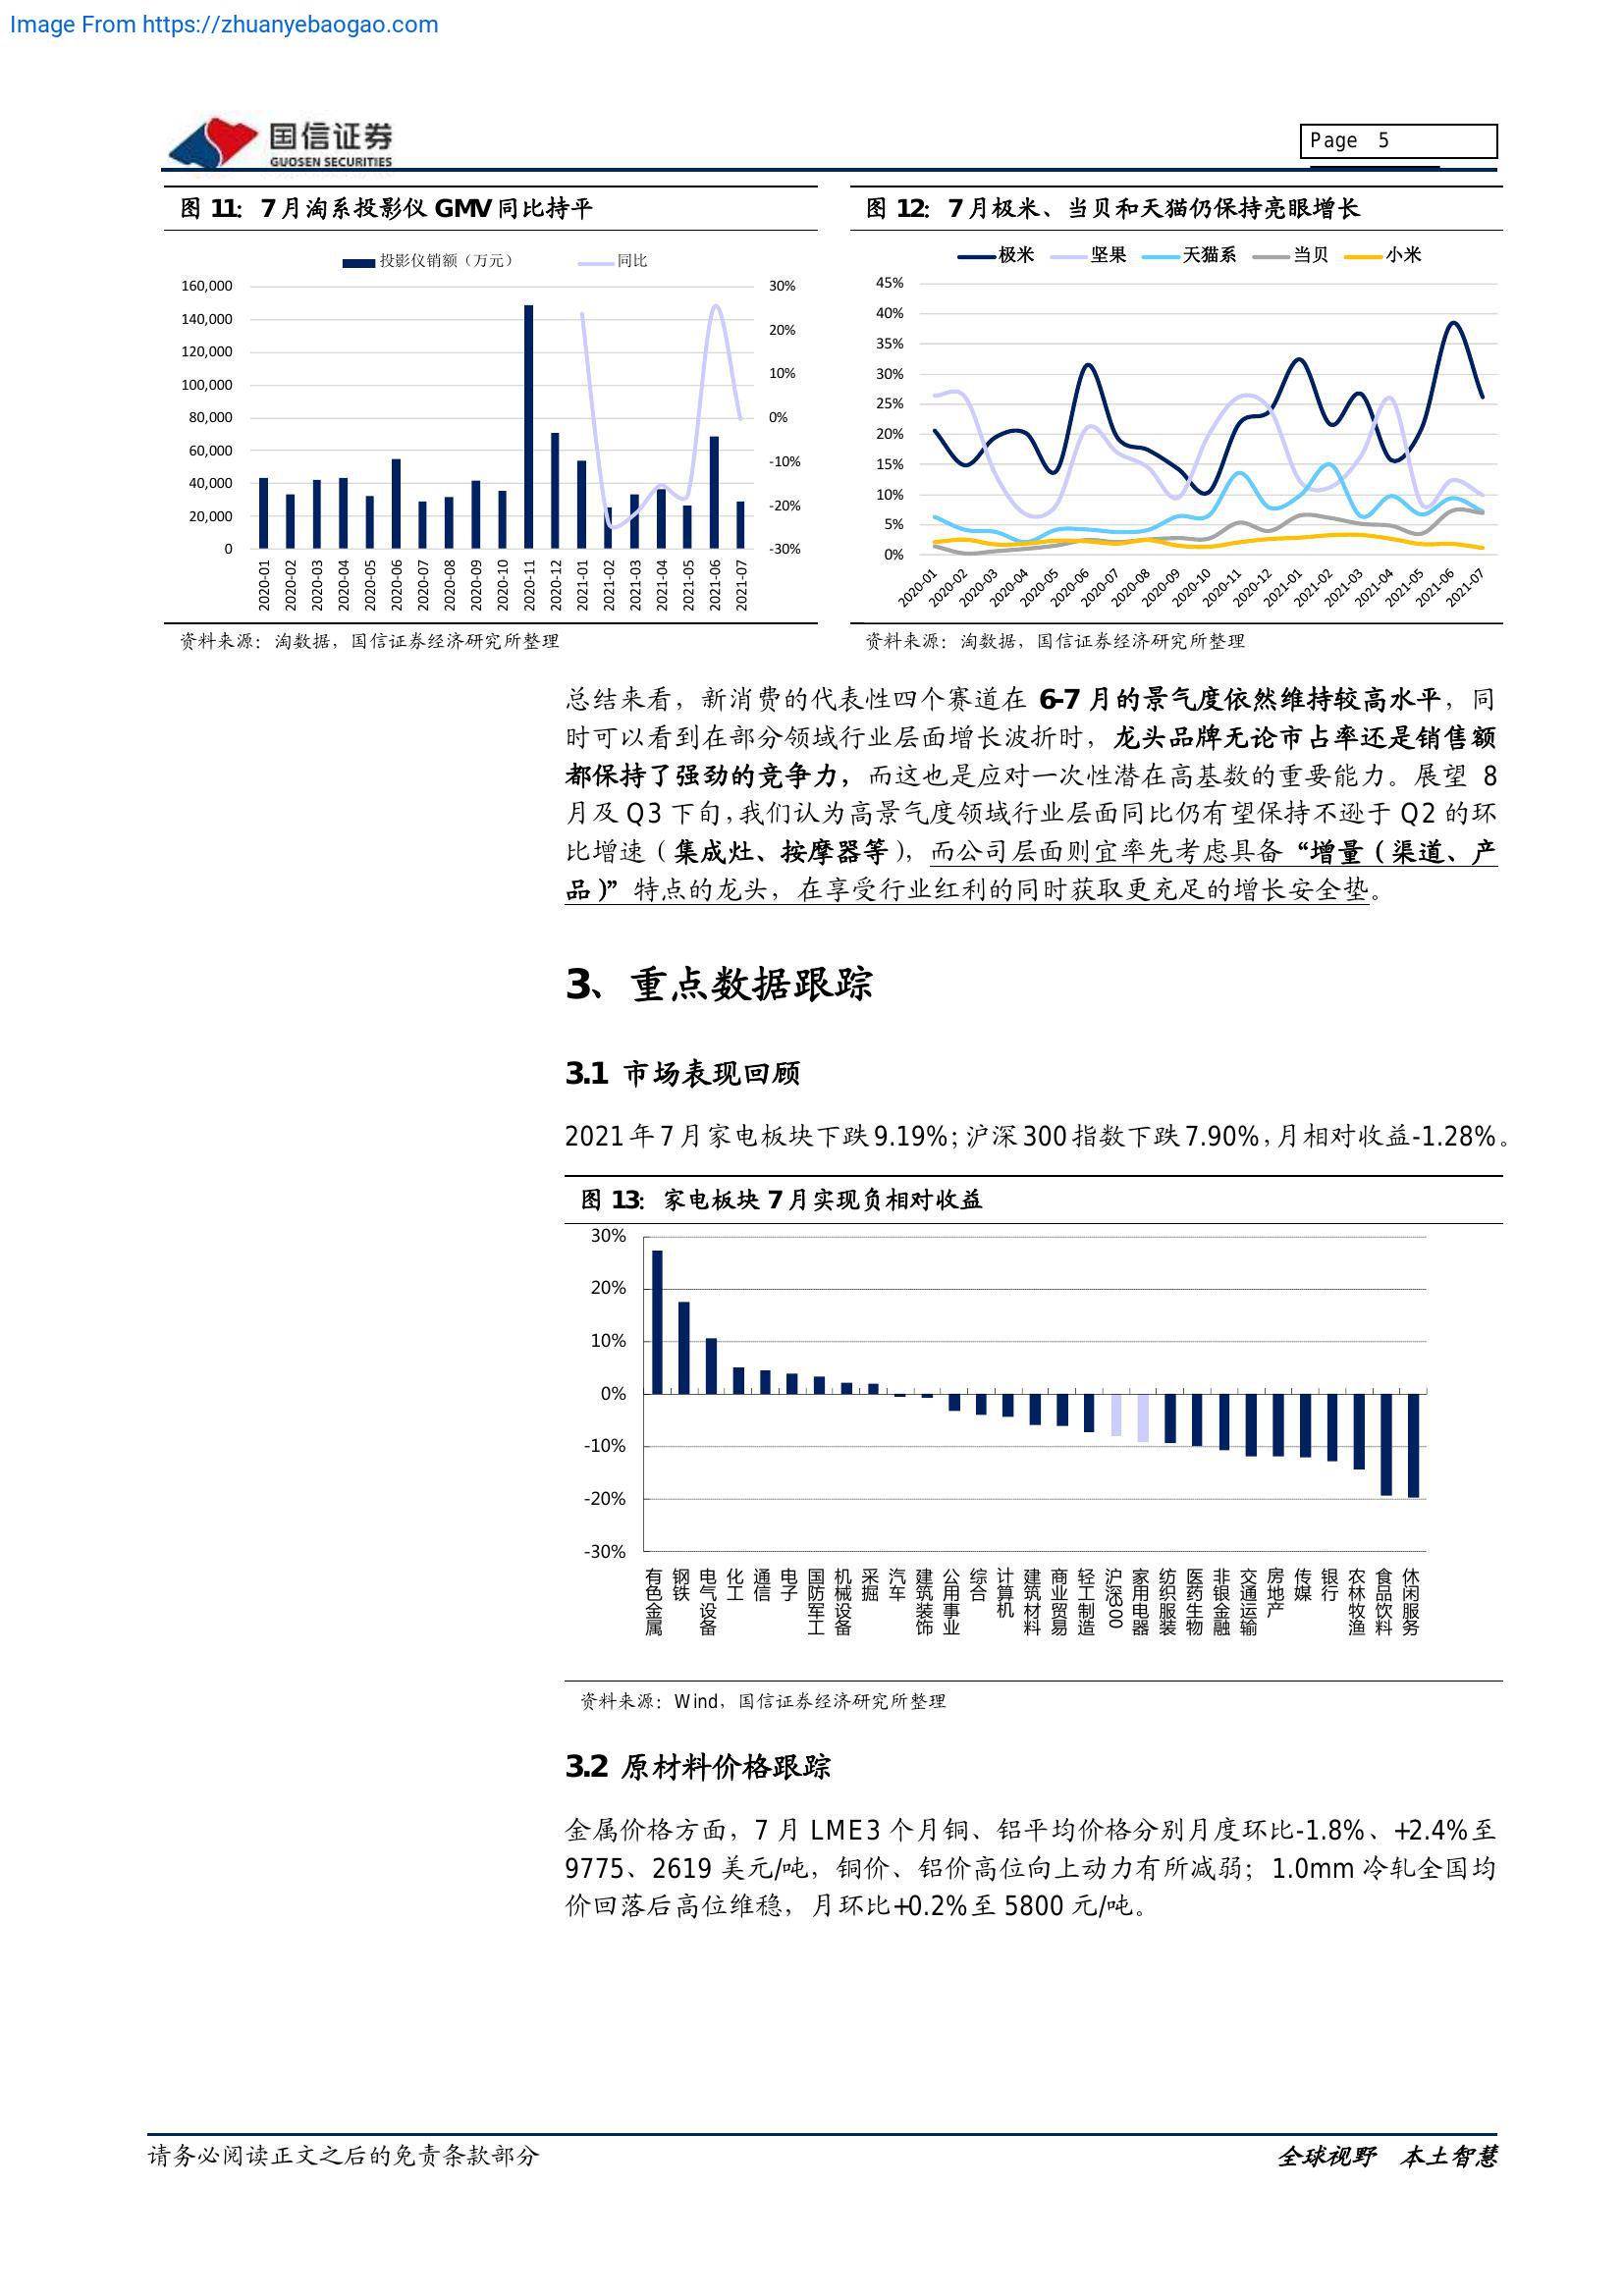 Image From https://zhuanyebaogao.com
国信证券
GUOSEN SECURITIES
Page 5
图 11: 7 月淘系投影仪 GMV 同比持平
投影仪销额（万元） 同比
160,000
140,000
120,000
100,000
80,000
60,000
40,000
20,000
0
30%
20%
10%
0%
-10%
-20%
-30%
2020-01
2020-02
2020-03
2020-04
2020-05
2020-06
2020-07
2020-08
2020-09
2020-10
2020-11
2020-12
2021-01
2021-02
2021-03
2021-04
2021-05
2021-06
2021-07
资料来源：淘数据，国信证券经济研究所整理
图 12: 7 月极米、当贝和天猫仍保持亮眼增长
极米 坚果 天猫系 当贝 小米
45%
40%
35%
30%
25%
20%
15%
10%
5%
0%
2020-01
2020-02
2020-03
2020-04
2020-05
2020-06
2020-07
2020-08
2020-09
2020-10
2020-11
2020-12
2021-01
2021-02
2021-03
2021-04
2021-05
2021-06
2021-07
资料来源：淘数据，国信证券经济研究所整理
总结来看，新消费的代表性四个赛道在 6-7 月的景气度依然维持较高水平，同
时可以看到在部分领域行业层面增长波折时，龙头品牌无论市占率还是销售额
都保持了强劲的竞争力，而这也是应对一次性潜在高基数的重要能力。展望 8
月及 Q3 下旬，我们认为高景气度领域行业层面同比仍有望保持不逊于 Q2 的环
比增速（集成灶、按摩器等），而公司层面则宜率先考虑具备“增量（渠道、产
品）”特点的龙头，在享受行业红利的同时获取更充足的增长安全垫。
3、重点数据跟踪
3.1 市场表现回顾
2021 年 7 月家电板块下跌 9.19%；沪深 300 指数下跌 7.90%，月相对收益-1.28%。
图 13: 家电板块 7 月实现负相对收益
30%
20%
10%
0%
-10%
-20%
-30%
有色金属
钢铁
电气设备
化工
通信
电子
国防军工
机械设备
采掘
汽车
建筑装饰
公用事业
综合
计算机
建筑材料
商业贸易
轻工制造
沪深300
家用电器
纺织服装
医药生物
非银金融
交通运输
房地产
传媒
银行
农林牧渔
食品饮料
休闲服务
资料来源：Wind，国信证券经济研究所整理
3.2 原材料价格跟踪
金属价格方面，7 月 LME3 个月铜、铝平均价格分别月度环比-1.8%、+2.4%至
9775、2619 美元/吨，铜价、铝价高位向上动力有所减弱；1.0mm 冷轧全国均
价回落后高位维稳，月环比+0.2%至 5800 元/吨。
请务必阅读正文之后的免责条款部分
全球视野 本土智慧